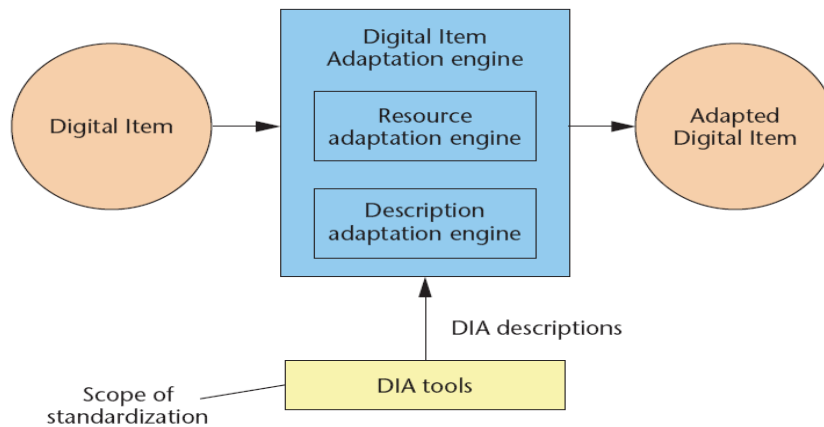 Digital Item
Adaptation engine
Digital Item
Resource
adaptation engine
Adapted
Digital Item
Description
adaptation engine
DIA descriptions
DIA tools
Scope of
standardization